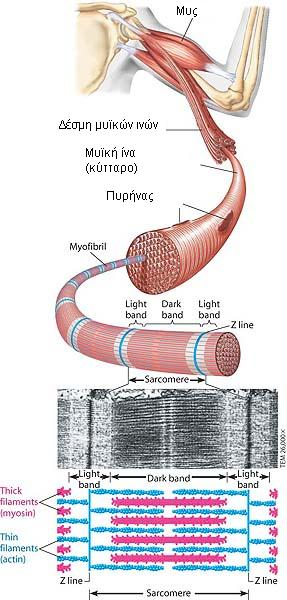 Μυς
Δέσμη μυϊκών ινών
Μυϊκή ίνα
(κύτταρο)
Πυρήνας
Myofibril
Light
band
Dark
band
Light
band
Z line
Sarcomere
TEM 26,000×
Light
band
Dark band
Light
band
Thick
filaments
(myosin)
Thin
filaments
(actin)
Z line
Z line
Sarcomere